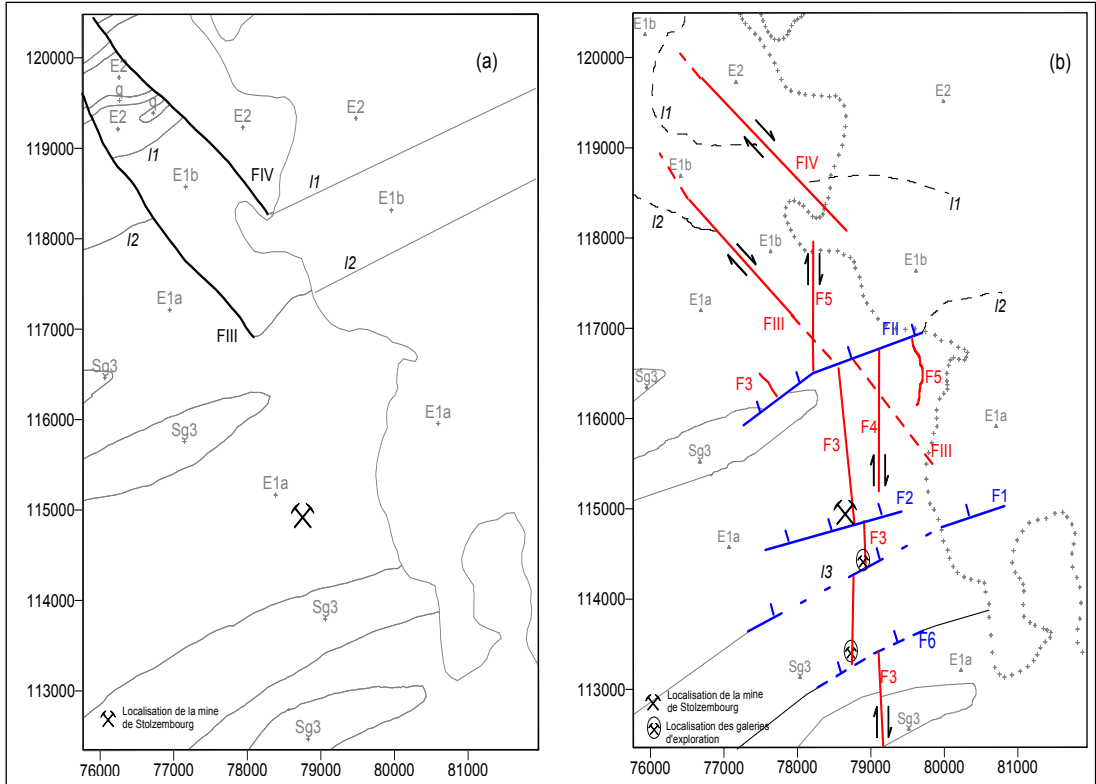 (a)
120000
119000
118000
117000
116000
115000
114000
113000
76000 77000 78000 79000 80000 81000
E2
q
q
E2
E2
E2
l1
E1b
FIV
l1
E1b
l2
l2
E1a
FIII
Sg3
Sg3
E1a
E1a
Sg3
Sg3
Localisation de la mine
de Stolzembourg
(b)
120000
119000
118000
117000
116000
115000
114000
113000
76000 77000 78000 79000 80000 81000
E1b
E1b
E2
E2
l1
FIV
E1b
l1
l2
E1b
E1b
E1a
F5
l2
FIII
FII
Sg3
F3
F5
E1a
F4
F3
Sg3
FIII
F2
F1
E1a
F3
l3
F6
Sg3
F3
E1a
Sg3
Localisation de la mine
de Stolzembourg
Localisation des galeries
d'exploration